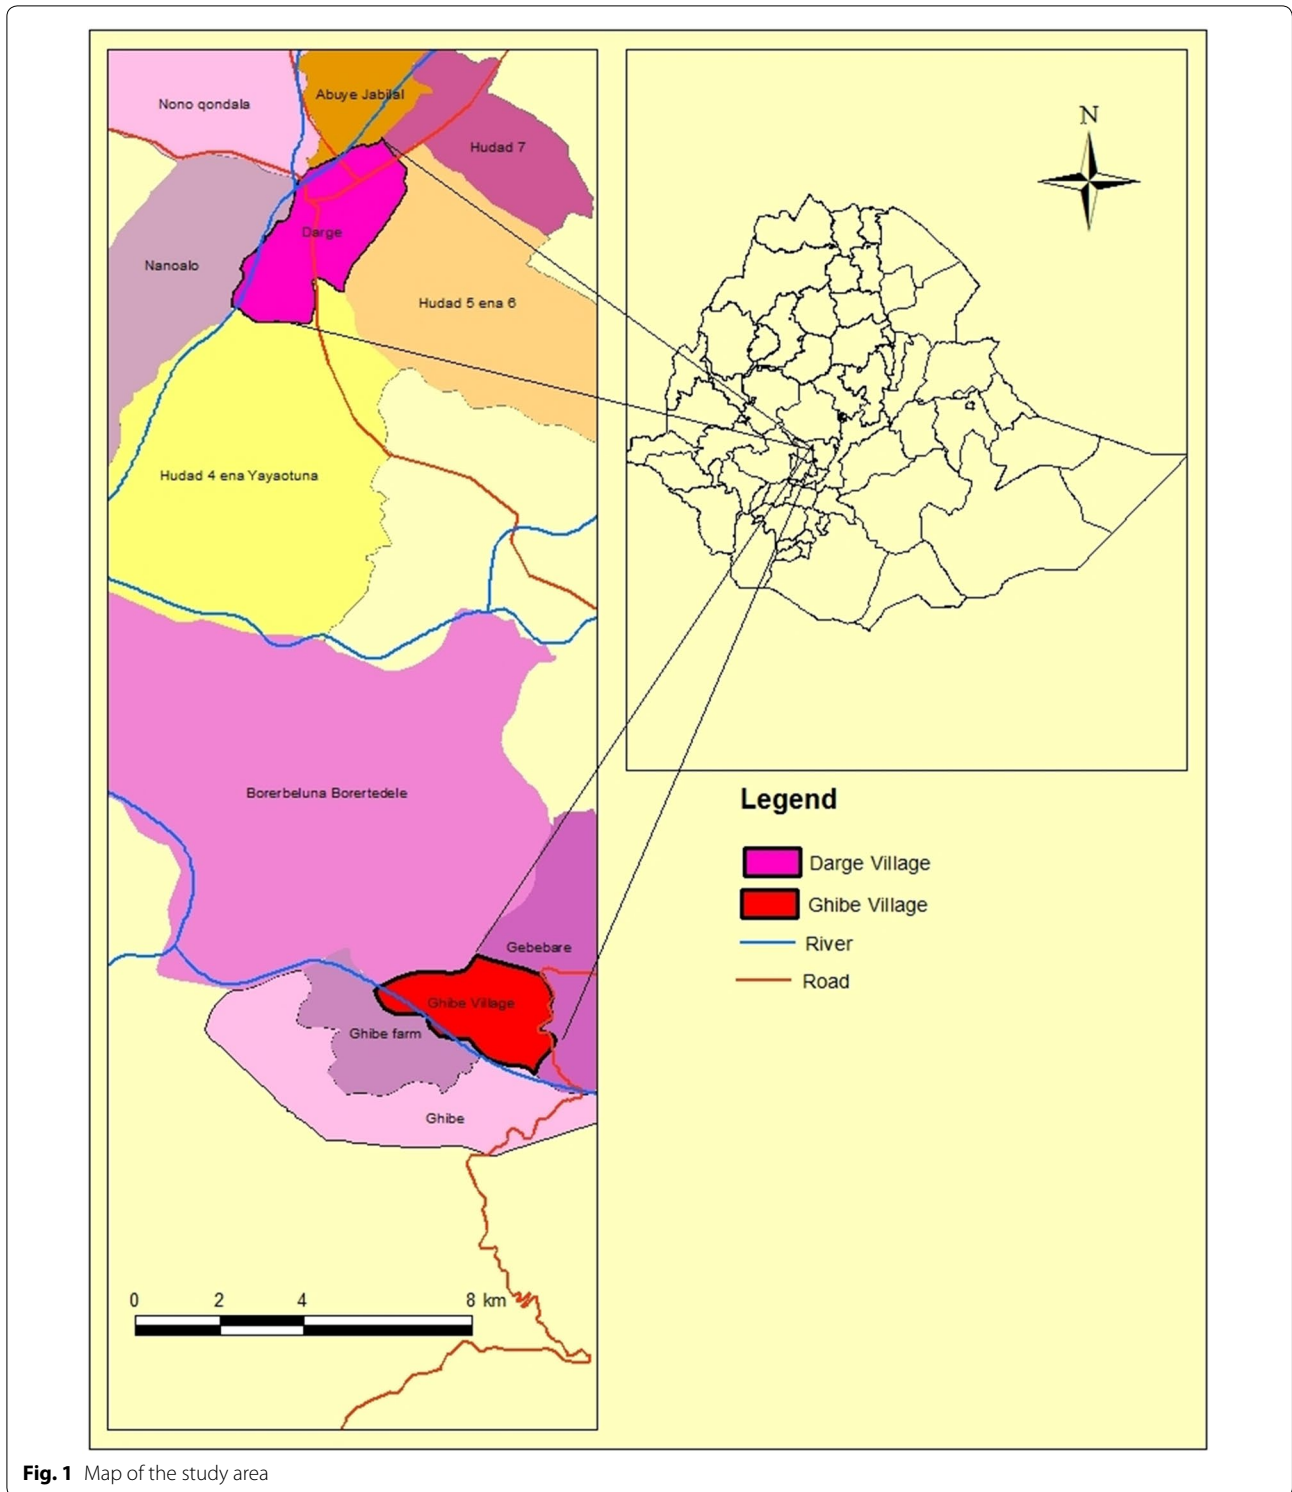 Nono qondala
Abuye Jabilal
Hudad 7
Darge
Nanoalo
Hudad 5 ena 6
Hudad 4 ena Yayaotuna
Borerbeluna Borertedele
Gebebare
Ghibe Village
Ghibe farm
Ghibe
0 2 4 8 km
N
Legend
Darge Village
Ghibe Village
River
Road
Fig. 1 Map of the study area